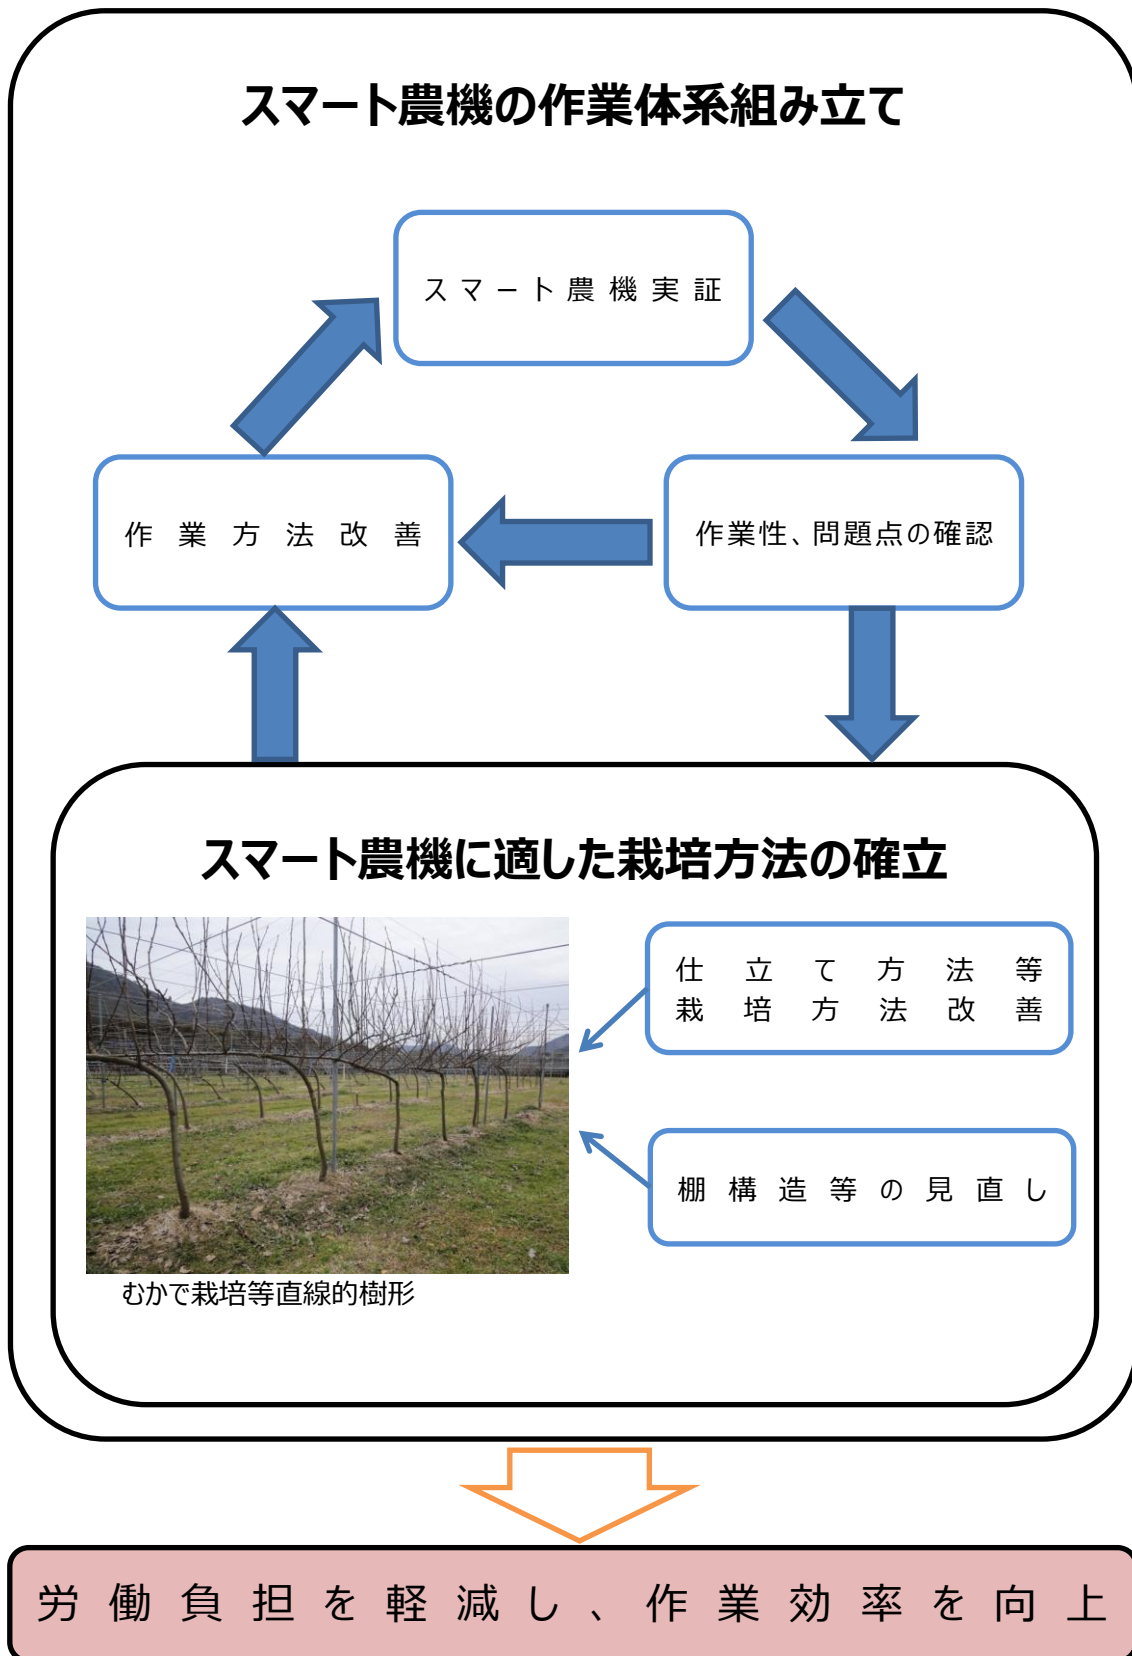 スマート農機の作業体系組み立て
スマート農機実証
作業方法改善
作業性、問題点の確認
スマート農機に適した栽培方法の確立
仕立て方法等
栽培方法改善
棚構造等の見直し
むかで栽培等直線的樹形
労働負担を軽減し、作業効率を向上